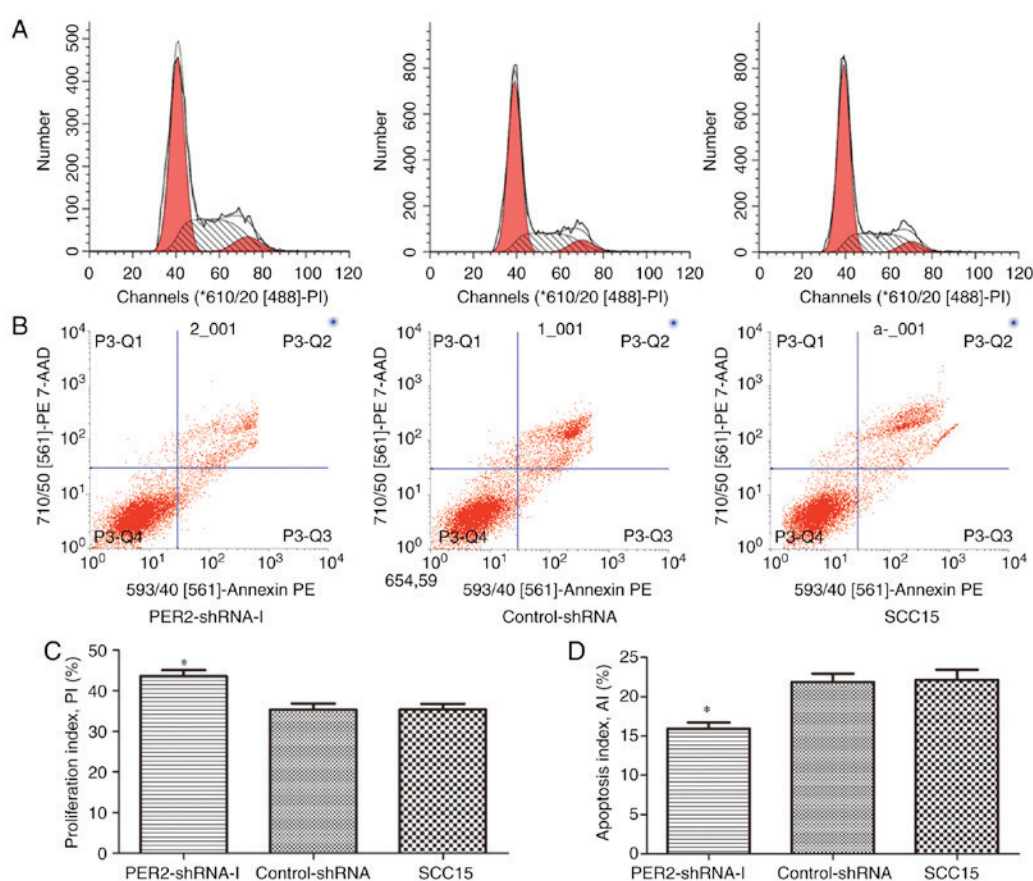 A
Number
500
400
300
200
100
0
0 20 40 60 80 100 120
Channels (*610/20 [488]-PI)
Number
800
600
400
200
0
0 20 40 60 80 100 120
Channels (*610/20 [488]-PI)
Number
800
600
400
200
0
0 20 40 60 80 100 120
Channels (*610/20 [488]-PI)
B
710/50 [561]-PE 7-AAD
10⁴
10³
10²
10¹
10⁰
P3-Q1 2_001 P3-Q2
P3-Q4 P3-Q3
10⁰ 10¹ 10² 10³ 10⁴
593/40 [561]-Annexin PE
PER2-shRNA-I
710/50 [561]-PE 7-AAD
10⁴
10³
10²
10¹
10⁰
P3-Q1 1_001 P3-Q2
P3-Q4 P3-Q3
10⁰ 10¹ 10² 10³ 10⁴
654,59
593/40 [561]-Annexin PE
Control-shRNA
710/50 [561]-PE 7-AAD
10⁴
10³
10²
10¹
10⁰
P3-Q1 a-_001 P3-Q2
P3-Q4 P3-Q3
10⁰ 10¹ 10² 10³ 10⁴
593/40 [561]-Annexin PE
SCC15
C
Proliferation index, PI (%)
50
40
30
20
10
0
*
PER2-shRNA-I Control-shRNA SCC15
D
Apoptosis index, AI (%)
25
20
15
10
5
0
*
PER2-shRNA-I Control-shRNA SCC15